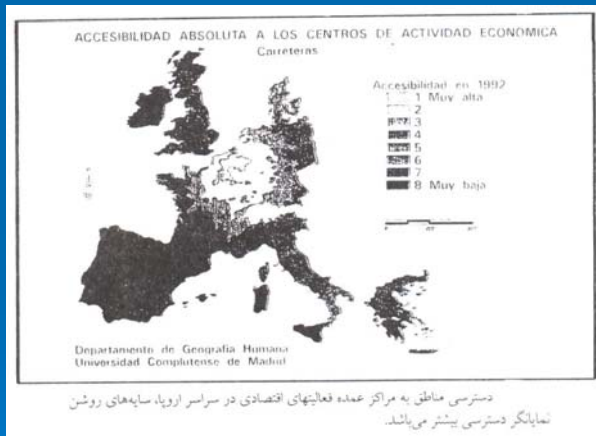 ACCESIBILIDAD ABSOLUTA A LOS CENTROS DE ACTIVIDAD ECONOMICA
Carreteras
Accesibilidad en 1992
1 Muy alta
2
3
4
5
6
7
8 Muy baja
Departamento de Geografia Humana
Universidad Complutense de Madrid
دسترسی مناطق به مراکز عمده فعالیتهای اقتصادی در سراسر اروپا، سایه‌های روشن
نمایانگر دسترسی بیشتر می‌باشد.